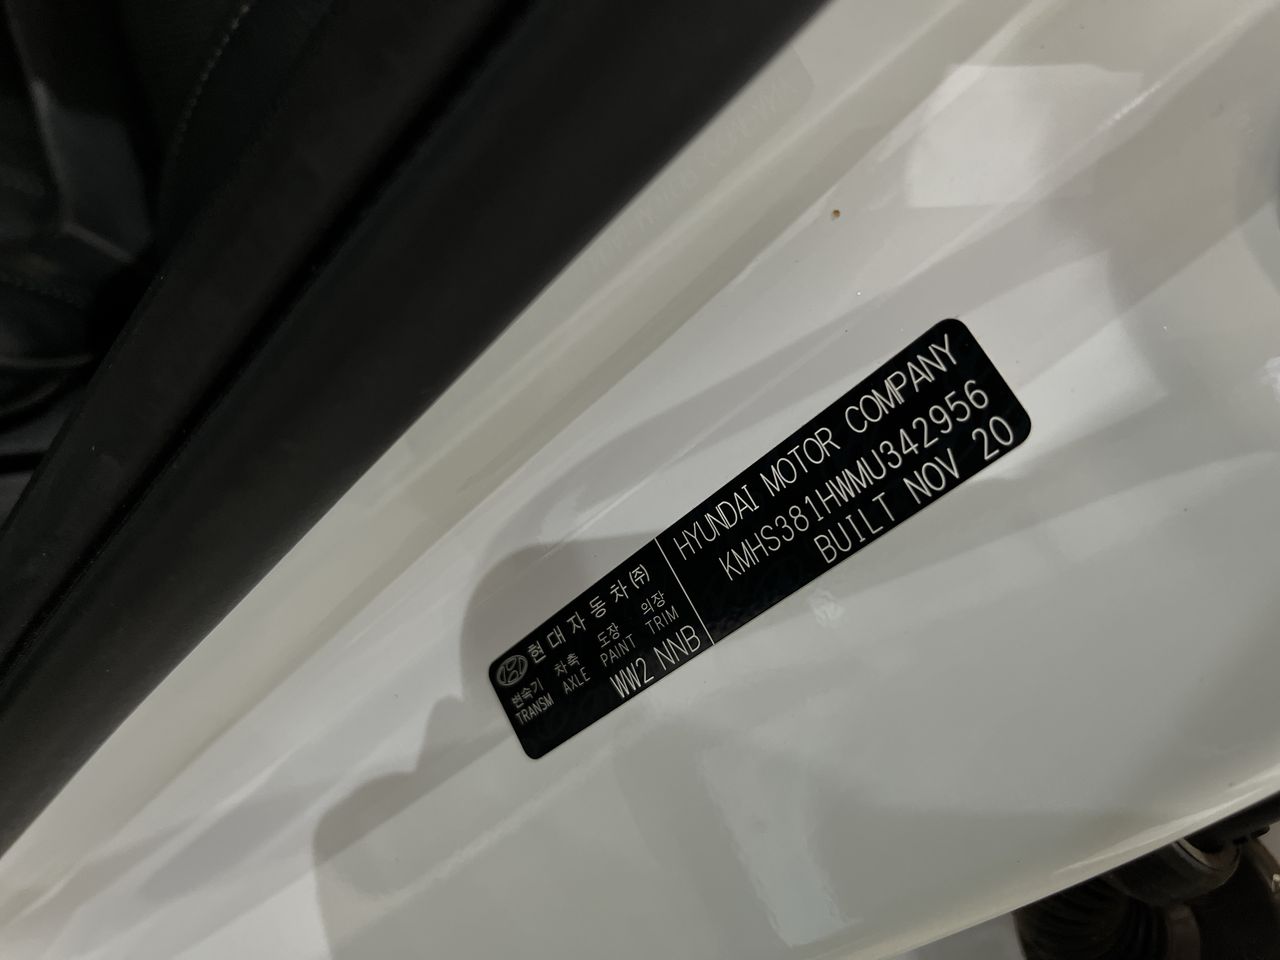 현대자동차(주)
변속기 차축 도장 의장
TRANSM AXLE PAINT TRIM
WW2 NNB
HYUNDAI MOTOR COMPANY
KMHS381HWMU342956
BUILT NOV 20